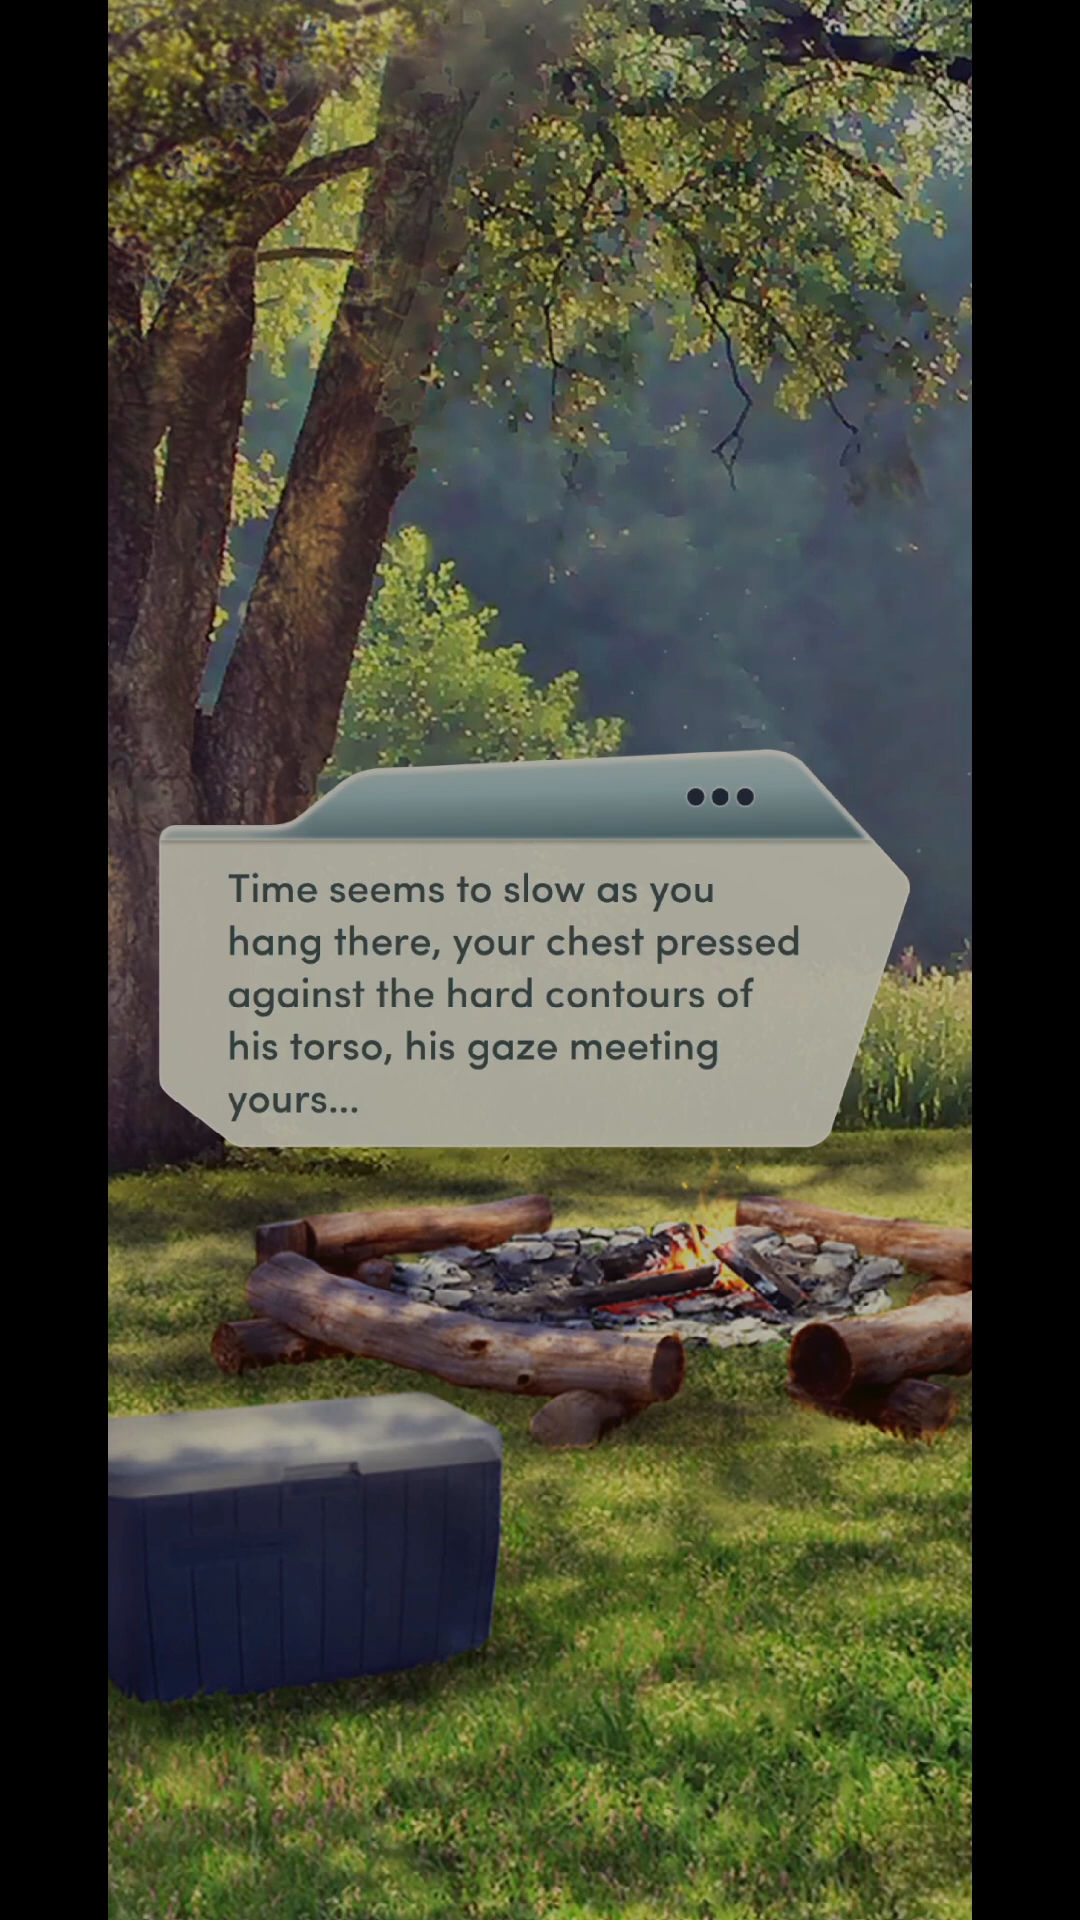 Time seems to slow as you
hang there, your chest pressed
against the hard contours of
his torso, his gaze meeting
yours...